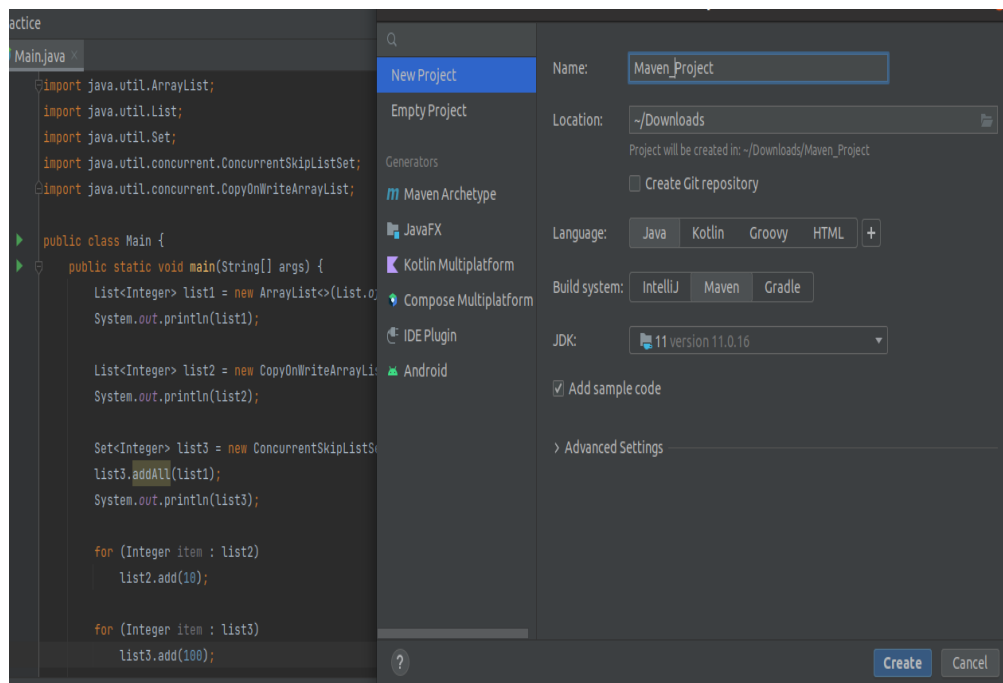 actice
Main.java
import java.util.ArrayList;
import java.util.List;
import java.util.Set;
import java.util.concurrent.ConcurrentSkipListSet;
import java.util.concurrent.CopyOnWriteArrayList;
public class Main {
public static void main(String[] args) {
List<Integer> list1 = new ArrayList<>(List.o
System.out.println(list1);
List<Integer> list2 = new CopyOnWriteArrayLi
System.out.println(list2);
Set<Integer> list3 = new ConcurrentSkipListS
list3.addAll(list1);
System.out.println(list3);
for (Integer item : list2)
list2.add(10);
for (Integer item : list3)
list3.add(100);
New Project
Empty Project
Generators
Maven Archetype
JavaFX
Kotlin Multiplatform
Compose Multiplatform
IDE Plugin
Android
Name: Maven_Project
Location: ~/Downloads
Project will be created in: ~/Downloads/Maven_Project
Create Git repository
Language: Java Kotlin Groovy HTML +
Build system: IntelliJ Maven Gradle
JDK: 11 version 11.0.16
Add sample code
> Advanced Settings
? Create Cancel